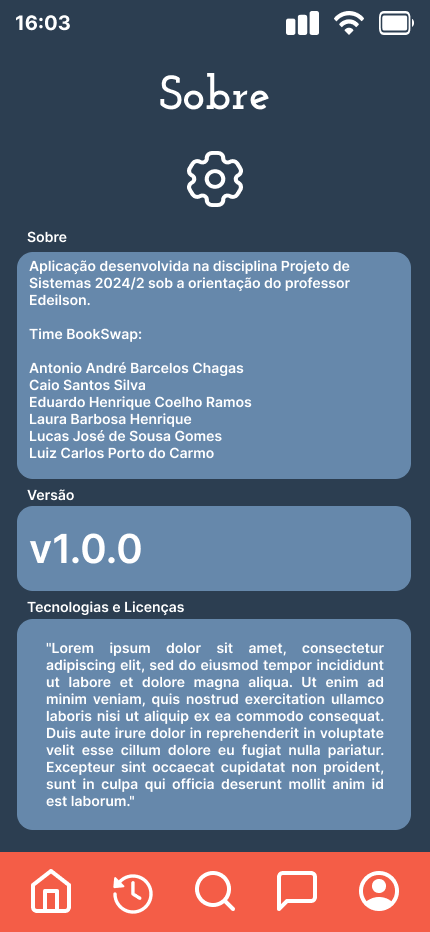 16:03
Sobre
Sobre
Aplicação desenvolvida na disciplina Projeto de
Sistemas 2024/2 sob a orientação do professor
Edeilson.
Time BookSwap:
Antonio André Barcelos Chagas
Caio Santos Silva
Eduardo Henrique Coelho Ramos
Laura Barbosa Henrique
Lucas José de Sousa Gomes
Luiz Carlos Porto do Carmo
Versão
v1.0.0
Tecnologias e Licenças
"Lorem ipsum dolor sit amet, consectetur
adipiscing elit, sed do eiusmod tempor incididunt
ut labore et dolore magna aliqua. Ut enim ad
minim veniam, quis nostrud exercitation ullamco
laboris nisi ut aliquip ex ea commodo consequat.
Duis aute irure dolor in reprehenderit in voluptate
velit esse cillum dolore eu fugiat nulla pariatur.
Excepteur sint occaecat cupidatat non proident,
sunt in culpa qui officia deserunt mollit anim id
est laborum."